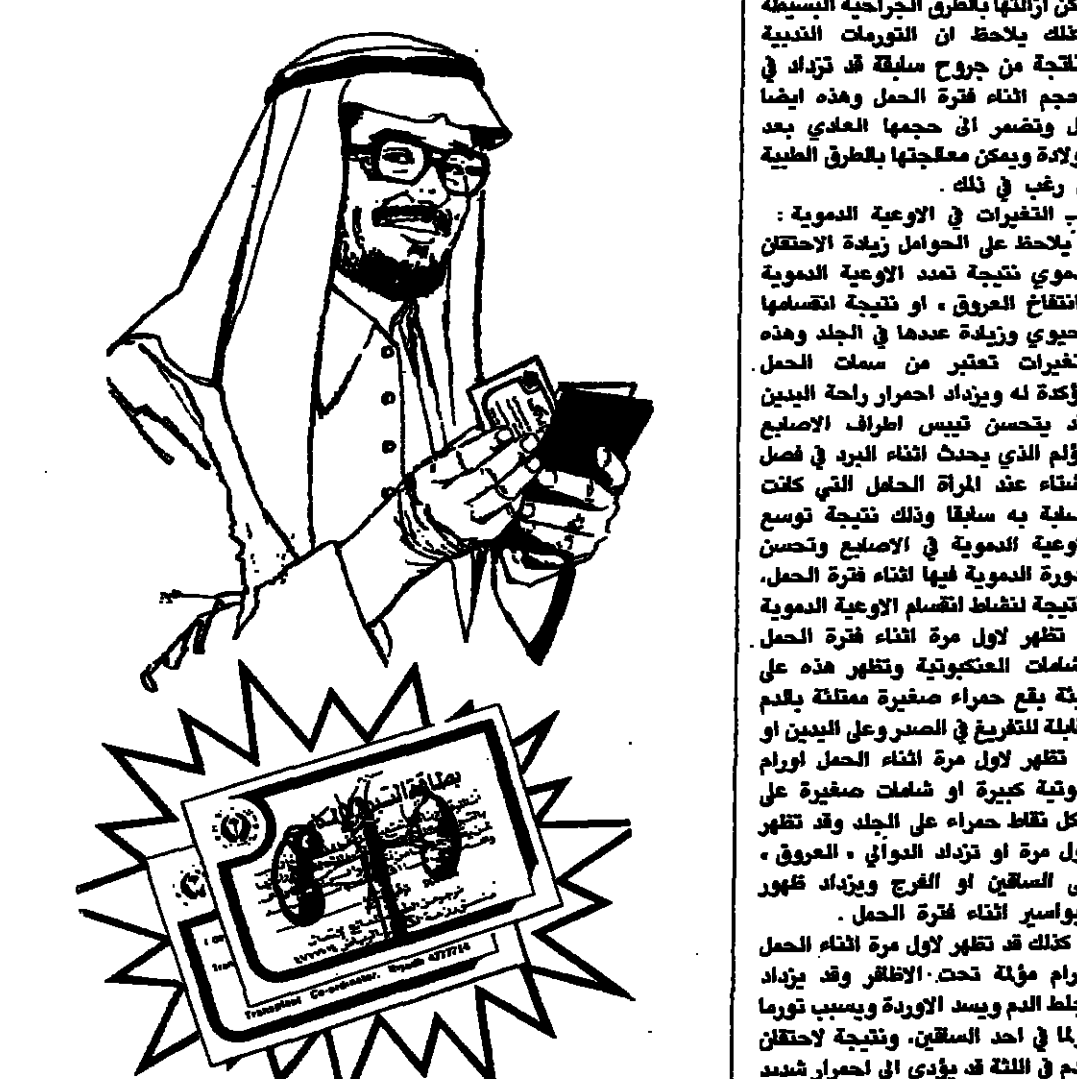 كن ازالتها بالطرق الجراحية البسيطة
ذلك يلاحظ ان التورمات الندبية
ناتجة من جروح سابقة قد تزداد في
حجم اثناء فترة الحمل وهذه ايضا
ل وتضمر الى حجمها العادي بعد
ولادة ويمكن معالجتها بالطرق الطبية
رغب في ذلك .
ب التغيرات في الاوعية الدموية :
يلاحظ على الحوامل زيادة الاحتقان
دموي نتيجة تمدد الاوعية الدموية
انتفاخ العروق ، او نتيجة انقسامها
حيوي وزيادة عددها في الجلد وهذه
تغيرات تعتبر من سمات الحمل
ؤكدة له ويزداد احمرار راحة اليدين
د يتحسن تيبس اطراف الاصابع
ؤلم الذي يحدث اثناء البرد في فصل
شتاء عند المرأة الحامل التي كانت
صابة به سابقا وذلك نتيجة توسع
اوعية الدموية في الاصابع وتحسن
دورة الدموية فيها اثناء فترة الحمل.
تيجة لنشاط انقسام الاوعية الدموية
تظهر لاول مرة اثناء فترة الحمل
شامات العنكبوتية وتظهر هذه على
يئة بقع حمراء صغيرة ممتلئة بالدم
قابلة للتفريغ في الصدر وعلى اليدين او
تظهر لاول مرة اثناء الحمل اورام
وتية كبيرة او شامات صغيرة على
كل نقاط حمراء على الجلد وقد تظهر
ول مرة او تزداد الدوالي ، العروق ،
ى الساقين او الفرج ويزداد ظهور
بواسير اثناء فترة الحمل .
كذلك قد تظهر لاول مرة اثناء الحمل
رام مؤلمة تحت الاظافر وقد يزداد
جلط الدم ويسد الاوردة ويسبب تورما
لما في احد الساقين. ونتيجة لاحتقان
دم في اللثة قد يؤدي الى احمرار شديد
بطاقة
Transplant Co-ordinator, Riyadh 4777714